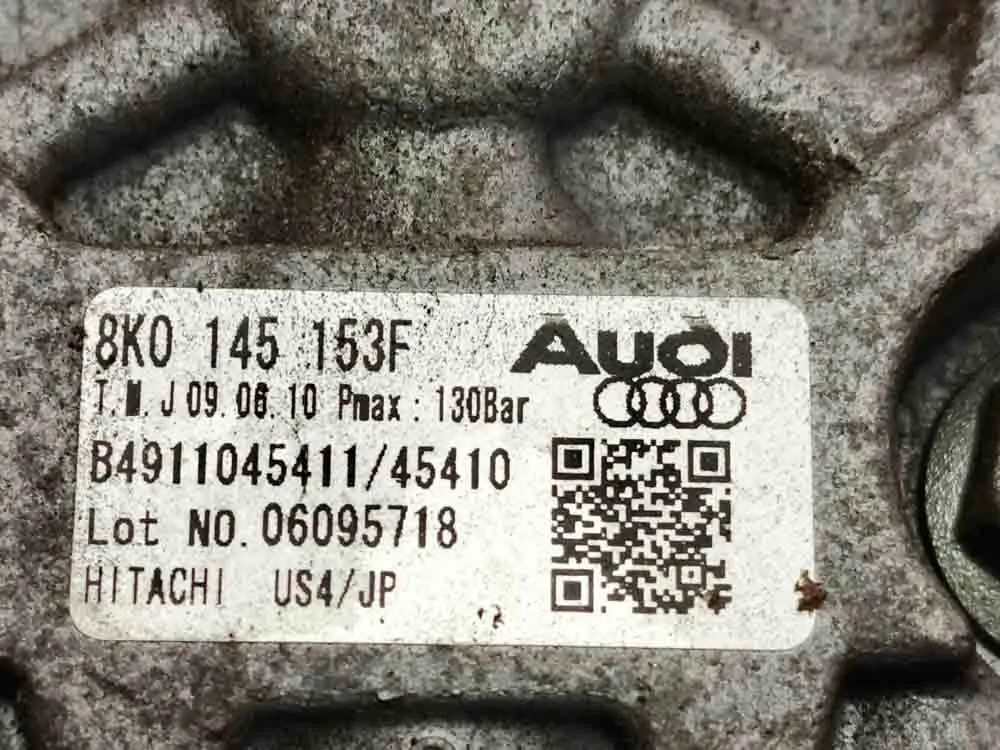 8K0 145 153F
AUDI
T.M.J 09.06.10 Pmax : 130Bar
B4911045411/45410
Lot NO. 06095718
HITACHI US4/JP